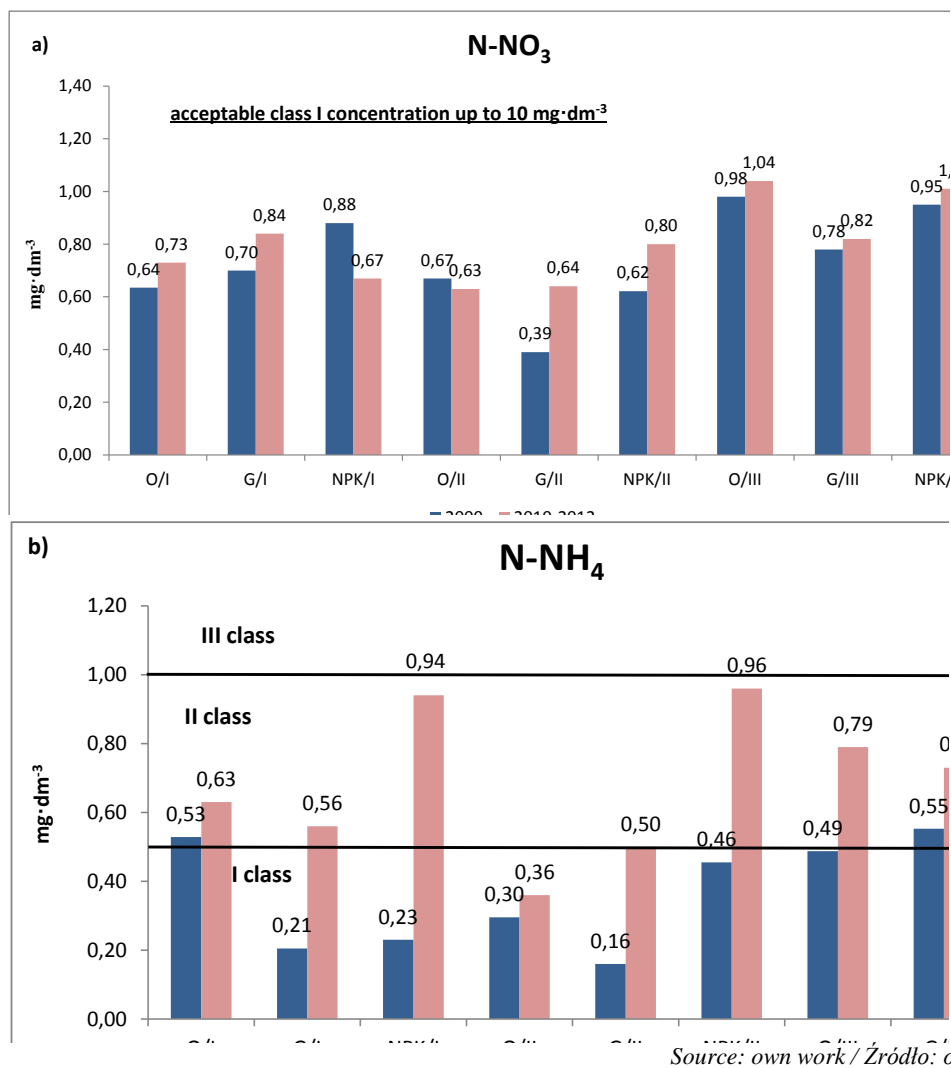 a)
N-NO₃
1,40
acceptable class I concentration up to 10 mg·dm⁻³
1,20
1,00
0,80
0,60
0,40
0,20
0,00
mg·dm⁻³
0,64 0,73 0,70 0,84 0,88 0,67 0,67 0,63 0,39 0,64 0,62 0,80 0,98 1,04 0,78 0,82 0,95
O/I G/I NPK/I O/II G/II NPK/II O/III G/III NPK/
b)
N-NH₄
1,20
1,00
0,80
0,60
0,40
0,20
0,00
mg·dm⁻³
III class
II class
I class
0,53 0,63 0,21 0,56 0,23 0,94 0,30 0,36 0,16 0,50 0,46 0,96 0,49 0,79 0,55
Source: own work / Źródło: